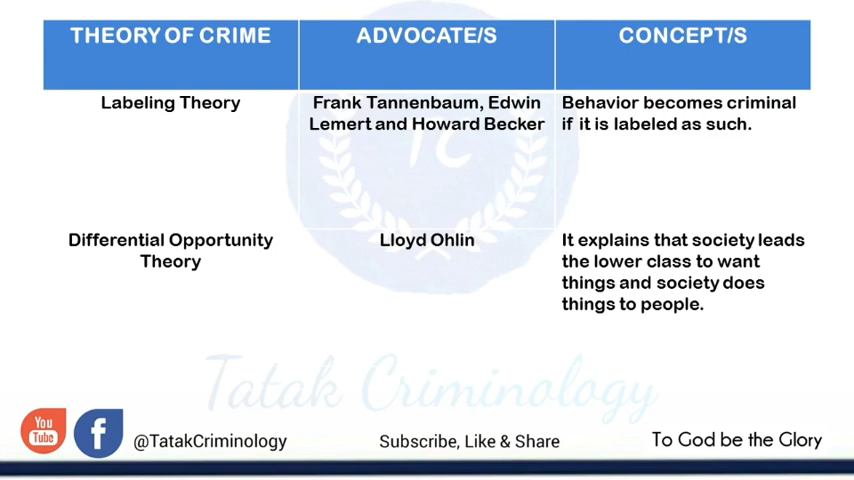 THEORY OF CRIME
ADVOCATE/S
CONCEPT/S
Labeling Theory
Frank Tannenbaum, Edwin
Lemert and Howard Becker
Behavior becomes criminal
if it is labeled as such.
TC
Differential Opportunity
Theory
Lloyd Ohlin
It explains that society leads
the lower class to want
things and society does
things to people.
Tatak Criminology
You
Tube
f
@TatakCriminology
Subscribe, Like & Share
To God be the Glory